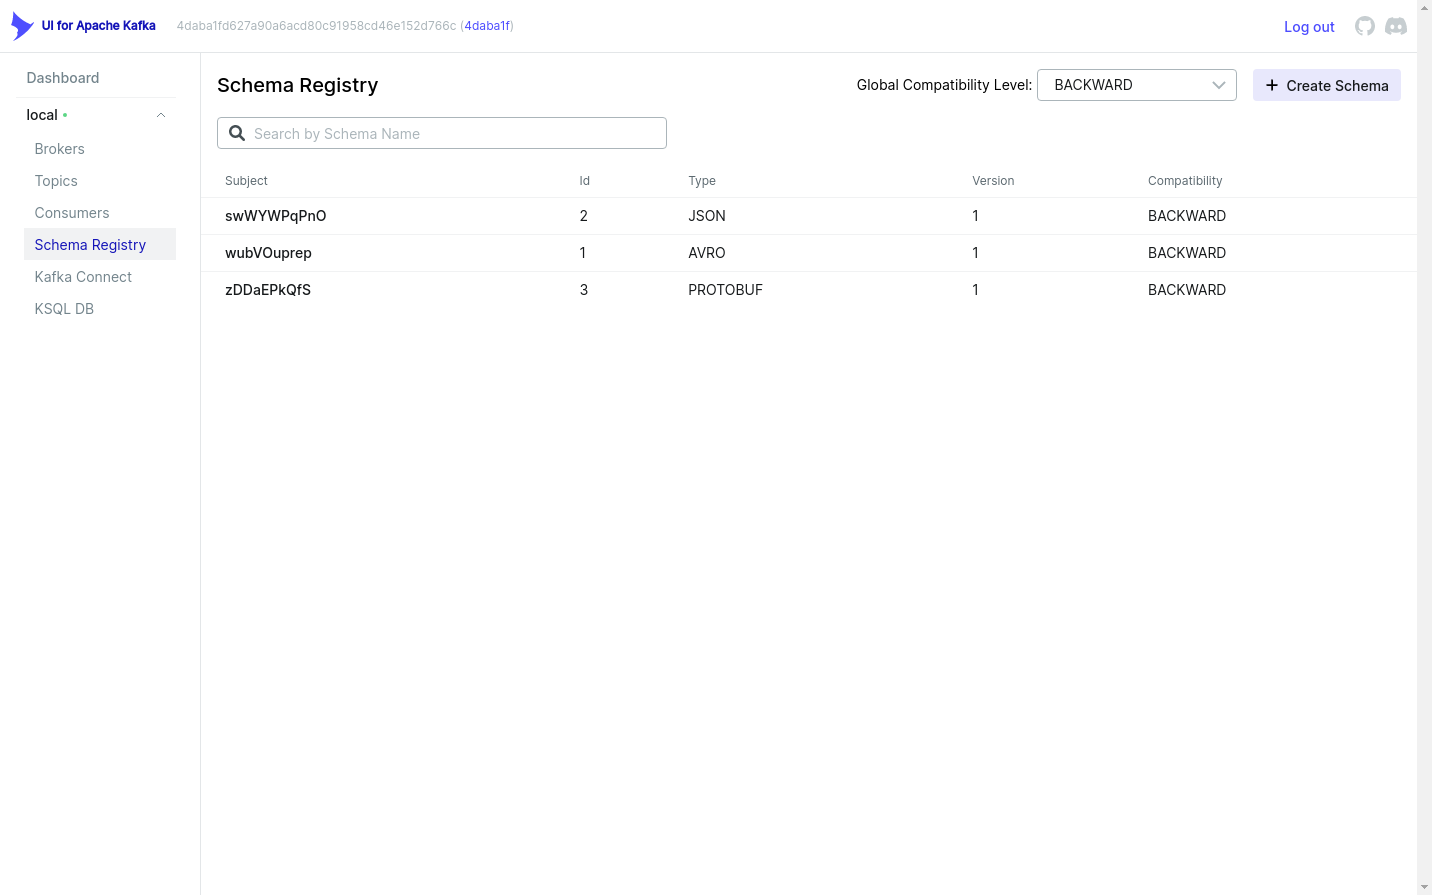 UI for Apache Kafka 4daba1fd627a90a6acd80c91958cd46e152d766c (4daba1f) Log out
Dashboard
local
Brokers
Topics
Consumers
Schema Registry
Kafka Connect
KSQL DB
Schema Registry Global Compatibility Level: BACKWARD Create Schema
Search by Schema Name
Subject Id Type Version Compatibility
swWYWPqPnO 2 JSON 1 BACKWARD
wubVOuprep 1 AVRO 1 BACKWARD
zDDaEPkQfS 3 PROTOBUF 1 BACKWARD